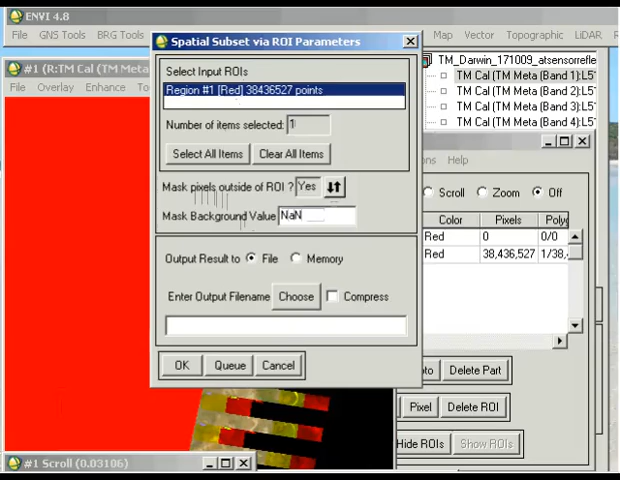 ENVI 4.8
File GNS Tools BRG Tools
Map Vector Topographic LiDAR
Spatial Subset via ROI Parameters
#1 (R:TM Cal (TM Meta
File Overlay Enhance
Select Input ROIs
Region #1 [Red] 38436527 points
Number of items selected: 1
Select All Items Clear All Items
Mask pixels outside of ROI ? Yes
Mask Background Value NaN
Output Result to File Memory
Enter Output Filename Choose Compress
OK Queue Cancel
TM_Darwin_171009_atsensorrefle
TM Cal (TM Meta (Band 1):L5
TM Cal (TM Meta (Band 2):L5
TM Cal (TM Meta (Band 3):L5
TM Cal (TM Meta (Band 4):L5
ons Help
Scroll Zoom Off
Color Pixels Polyg
Red 0 0/0
Red 38,436,527 1/38,
oto Delete Part
Pixel Delete ROI
Hide ROIs Show ROIs
#1 Scroll (0.03106)